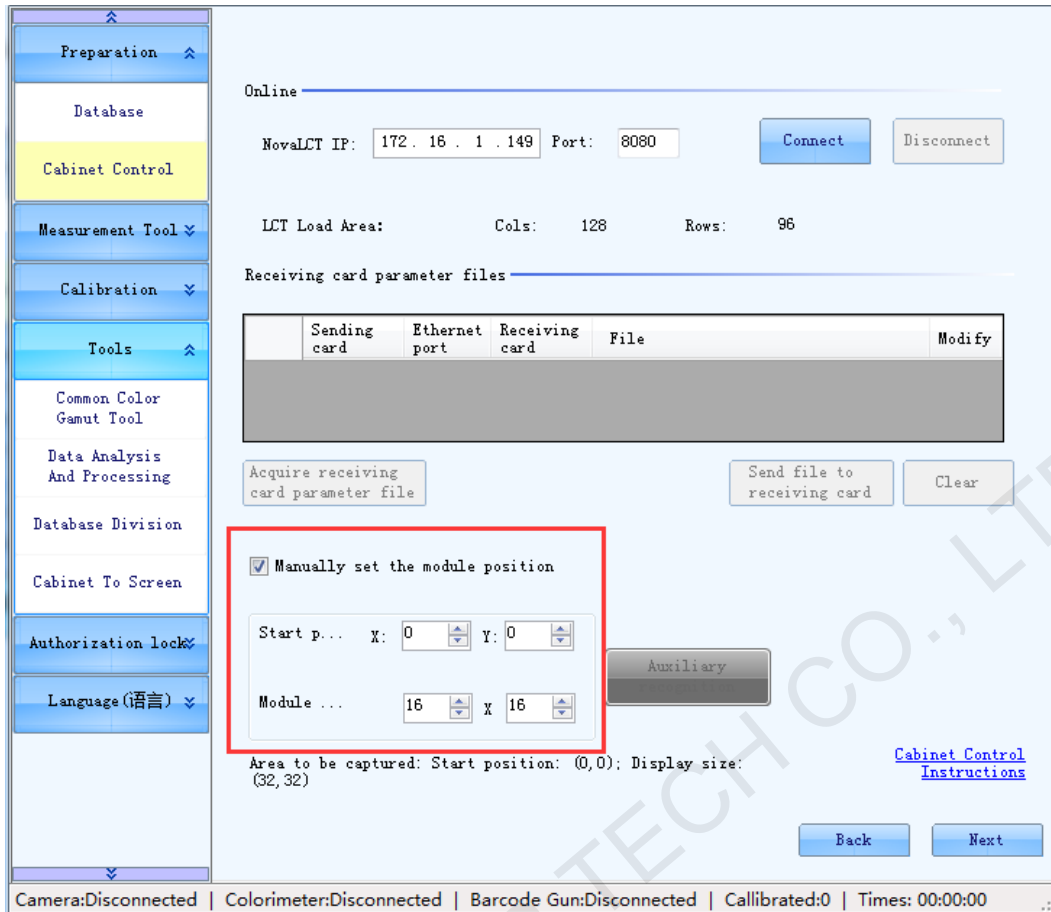 Preparation
Database
Cabinet Control
Measurement Tool
Calibration
Tools
Common Color
Gamut Tool
Data Analysis
And Processing
Database Division
Cabinet To Screen
Authorization lock
Language(语言)
Online
NovaLCT IP: 172 . 16 . 1 . 149 Port: 8080 Connect Disconnect
LCT Load Area: Cols: 128 Rows: 96
Receiving card parameter files
Sending card Ethernet port Receiving card File Modify
Acquire receiving
card parameter file
Send file to
receiving card
Clear
Manually set the module position
Start p... X: 0 Y: 0
Module ... 16 X 16
Auxiliary
Area to be captured: Start position: (0,0); Display size:
(32,32)
Cabinet Control
Instructions
Back Next
Camera:Disconnected | Colorimeter:Disconnected | Barcode Gun:Disconnected | Callibrated:0 | Times: 00:00:00
TECH CO., LT